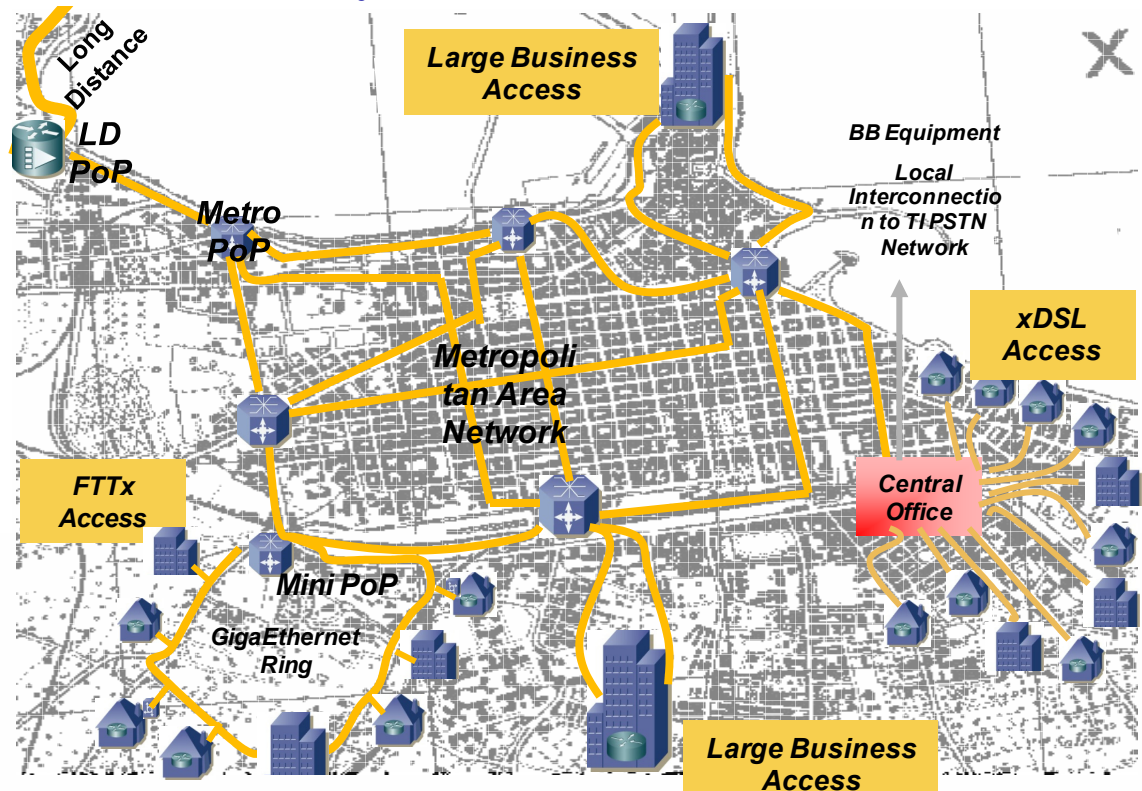 Long
Distance
LD
PoP
Large Business
Access
BB Equipment
Local
Interconnectio
n to TI PSTN
Network
Metro
PoP
xDSL
Access
Metropoli
tan Area
Network
FTTx
Access
Central
Office
Mini PoP
GigaEthernet
Ring
Large Business
Access